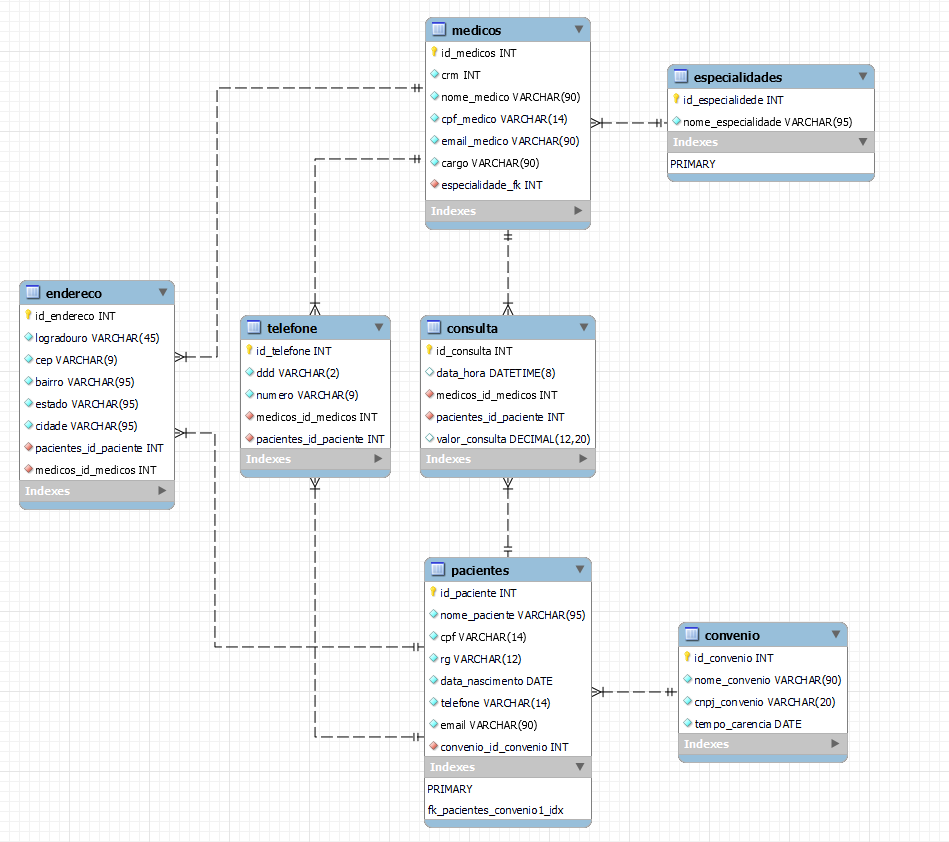 medicos
id_medicos INT
crm INT
nome_medico VARCHAR(90)
cpf_medico VARCHAR(14)
email_medico VARCHAR(90)
cargo VARCHAR(90)
especialidade_fk INT
Indexes
especialidades
id_especialidede INT
nome_especialidade VARCHAR(95)
Indexes
PRIMARY
endereco
id_endereco INT
logradouro VARCHAR(45)
cep VARCHAR(9)
bairro VARCHAR(95)
estado VARCHAR(95)
cidade VARCHAR(95)
pacientes_id_paciente INT
medicos_id_medicos INT
Indexes
telefone
id_telefone INT
ddd VARCHAR(2)
numero VARCHAR(9)
medicos_id_medicos INT
pacientes_id_paciente INT
Indexes
consulta
id_consulta INT
data_hora DATETIME(8)
medicos_id_medicos INT
pacientes_id_paciente INT
valor_consulta DECIMAL(12,20)
Indexes
pacientes
id_paciente INT
nome_paciente VARCHAR(95)
cpf VARCHAR(14)
rg VARCHAR(12)
data_nascimento DATE
telefone VARCHAR(14)
email VARCHAR(90)
convenio_id_convenio INT
Indexes
PRIMARY
fk_pacientes_convenio1_idx
convenio
id_convenio INT
nome_convenio VARCHAR(90)
cnpj_convenio VARCHAR(20)
tempo_carencia DATE
Indexes